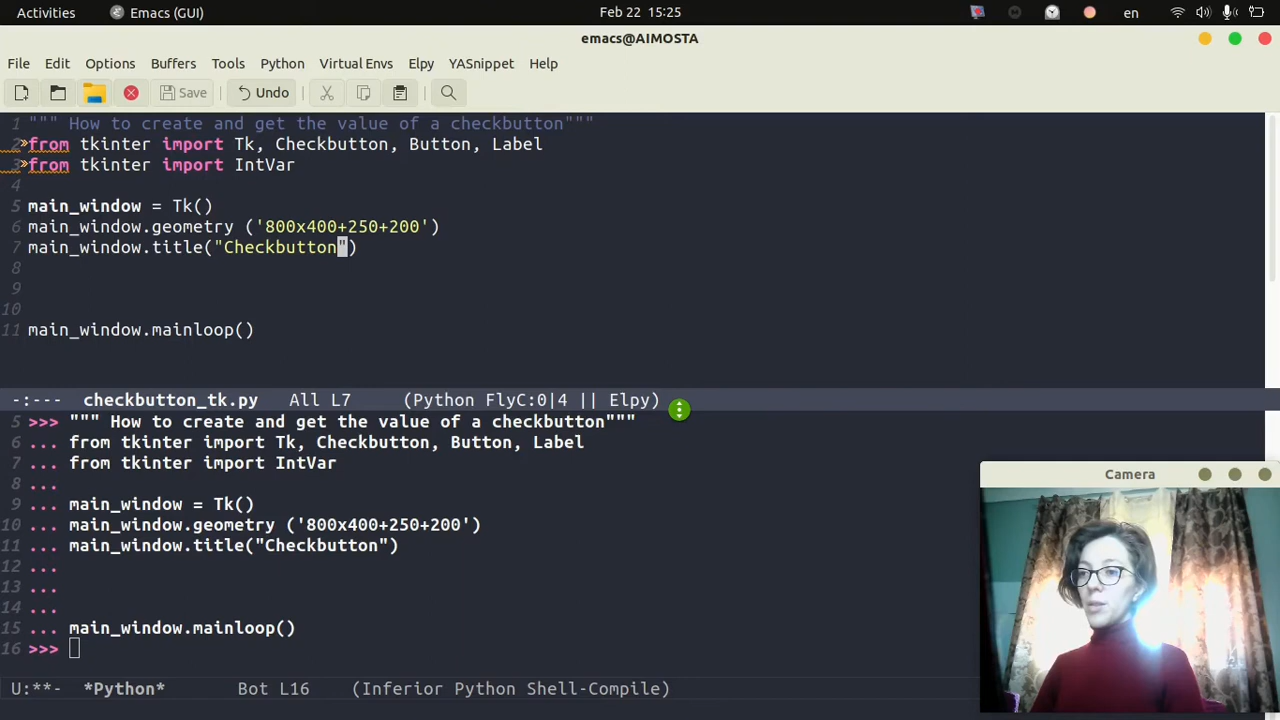 Activities Emacs (GUI) Feb 22 15:25 en
emacs@AIMOSTA
File Edit Options Buffers Tools Python Virtual Envs Elpy YASnippet Help
Save Undo
1 """ How to create and get the value of a checkbutton"""
2 from tkinter import Tk, Checkbutton, Button, Label
3 from tkinter import IntVar
4
5 main_window = Tk()
6 main_window.geometry ('800x400+250+200')
7 main_window.title("Checkbutton")
8
9
10
11 main_window.mainloop()
-:--- checkbutton_tk.py All L7 (Python FlyC:0|4 || Elpy)
5 >>> """ How to create and get the value of a checkbutton"""
6 ... from tkinter import Tk, Checkbutton, Button, Label
7 ... from tkinter import IntVar
8 ...
9 ... main_window = Tk()
10 ... main_window.geometry ('800x400+250+200')
11 ... main_window.title("Checkbutton")
12 ...
13 ...
14 ...
15 ... main_window.mainloop()
16 >>>
U:**- *Python* Bot L16 (Inferior Python Shell-Compile)
Camera